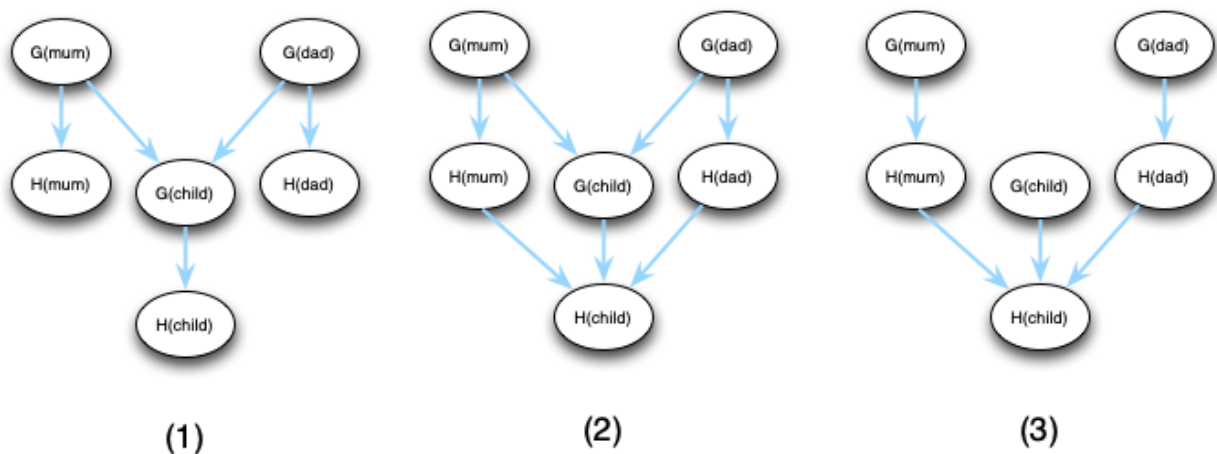 G(mum) G(dad)
H(mum) G(child) H(dad)
H(child)
(1)
G(mum) G(dad)
H(mum) G(child) H(dad)
H(child)
(2)
G(mum) G(dad)
H(mum) G(child) H(dad)
H(child)
(3)